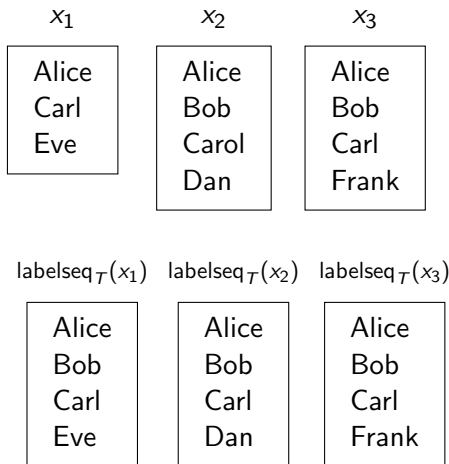 x1 x2 x3
Alice Alice Alice
Carl Bob Bob
Eve Carol Carl
Dan Frank
labelseqT(x1) labelseqT(x2) labelseqT(x3)
Alice Alice Alice
Bob Bob Bob
Carl Carl Carl
Eve Dan Frank